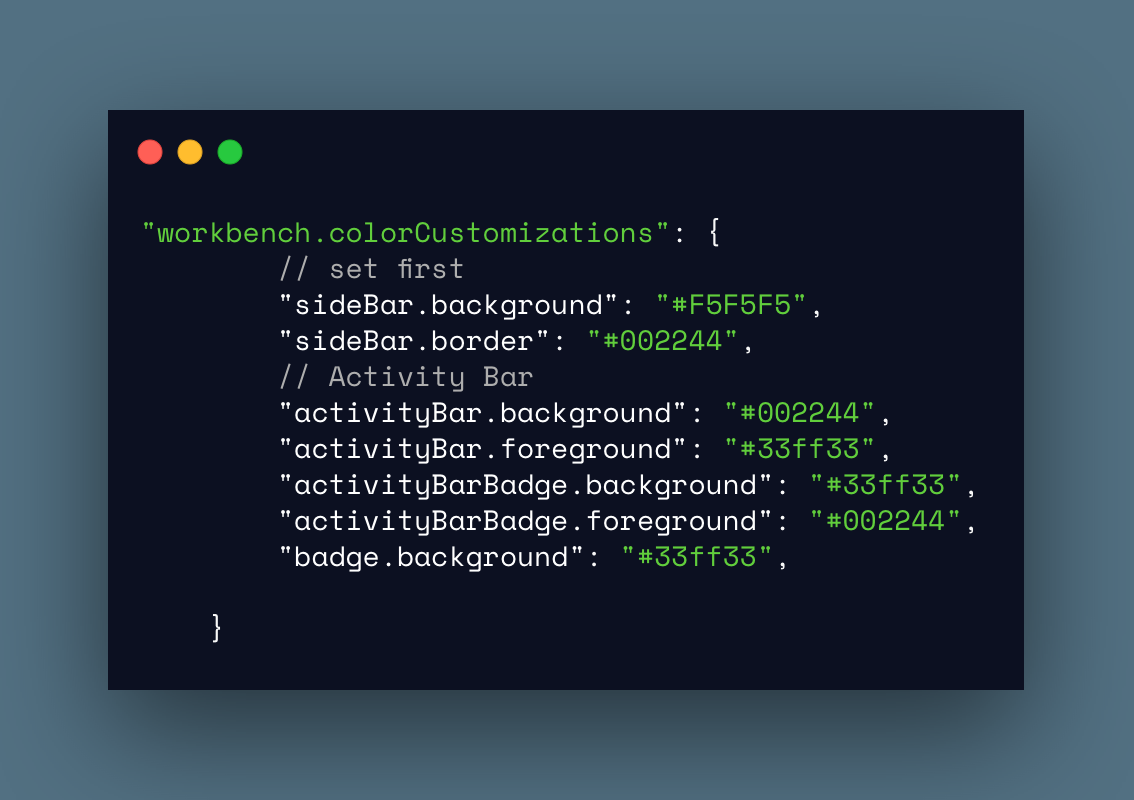 "workbench.colorCustomizations": {
// set first
"sideBar.background": "#F5F5F5",
"sideBar.border": "#002244",
// Activity Bar
"activityBar.background": "#002244",
"activityBar.foreground": "#33ff33",
"activityBarBadge.background": "#33ff33",
"activityBarBadge.foreground": "#002244",
"badge.background": "#33ff33",
}